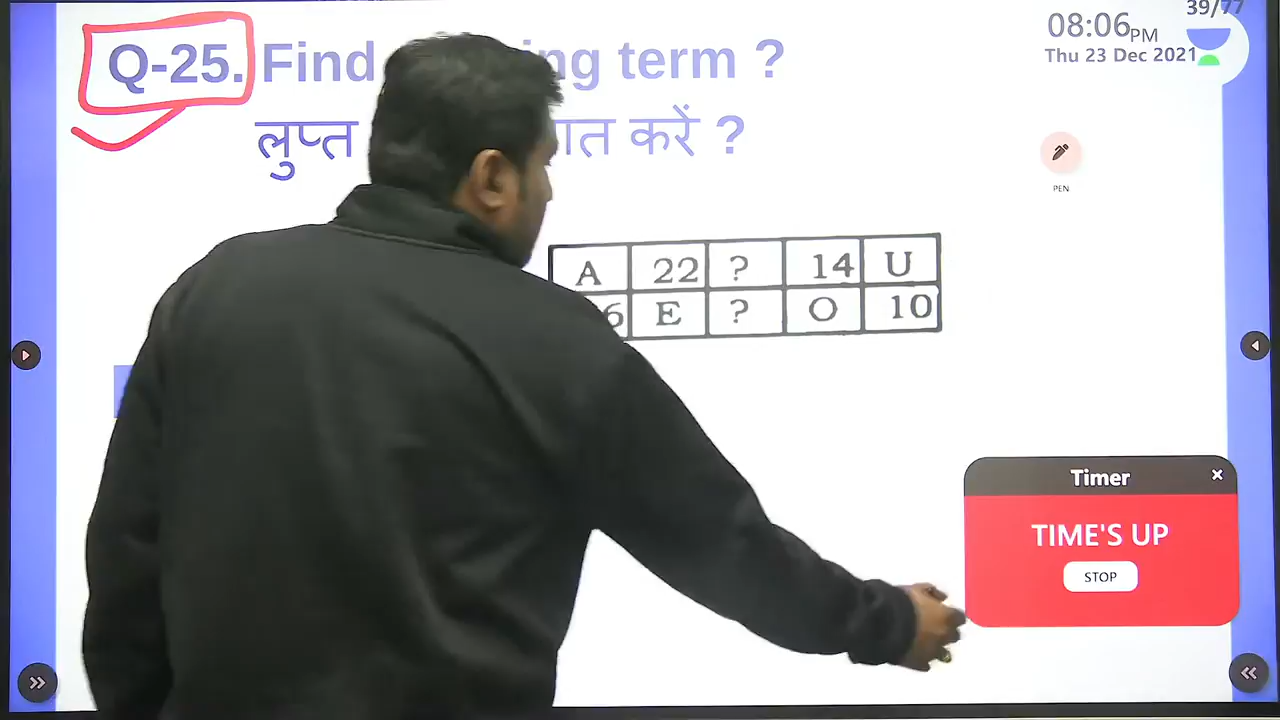 39/77
08:06PM
Thu 23 Dec 2021
Q-25. Find term ?
लुप्त करें ?
PEN
A 22 ? 14 U
E ? O 10
Timer
TIME'S UP
STOP